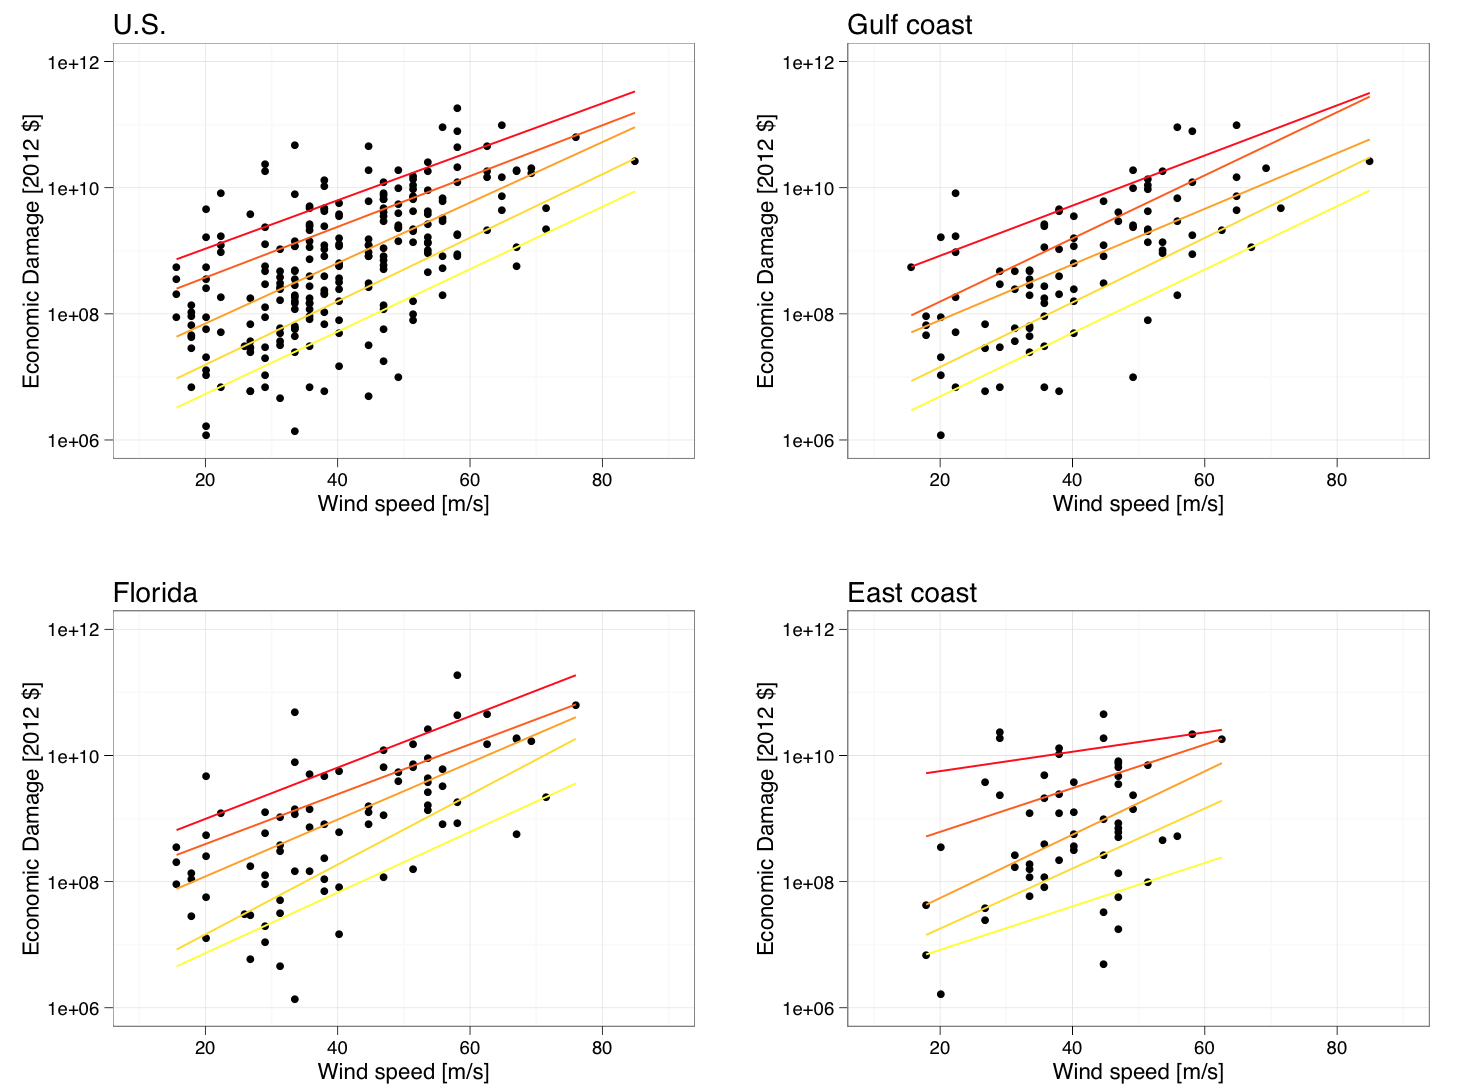 U.S.
1e+12
1e+10
1e+08
1e+06
Economic Damage [2012 $]
20 40 60 80
Wind speed [m/s]
Gulf coast
1e+12
1e+10
1e+08
1e+06
Economic Damage [2012 $]
20 40 60 80
Wind speed [m/s]
Florida
1e+12
1e+10
1e+08
1e+06
Economic Damage [2012 $]
20 40 60 80
Wind speed [m/s]
East coast
1e+12
1e+10
1e+08
1e+06
Economic Damage [2012 $]
20 40 60 80
Wind speed [m/s]